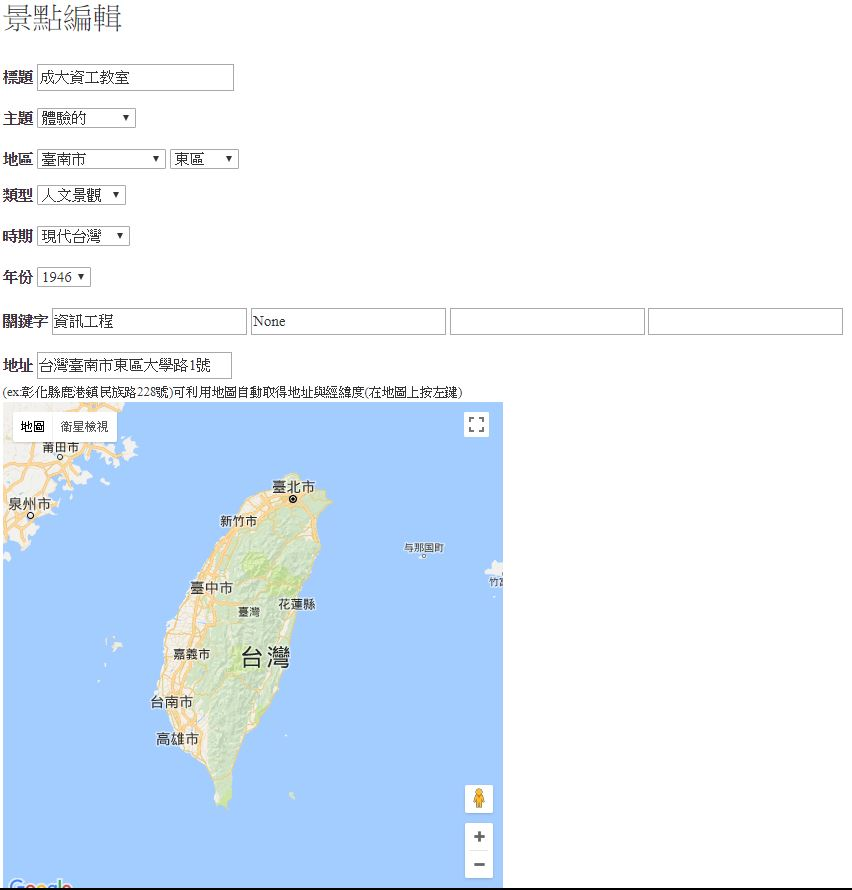 景點編輯
標題 成大資工教室
主題 體驗的
地區 臺南市 東區
類型 人文景觀
時期 現代台灣
年份 1946
關鍵字 資訊工程 None
地址 台灣臺南市東區大學路1號
(ex:彰化縣鹿港鎮民族路228號)可利用地圖自動取得地址與經緯度(在地圖上按左鍵)
地圖 衛星檢視
莆田市
臺北市
泉州市
新竹市
与那国町
臺中市
竹富
花蓮縣
臺灣
嘉義市
台灣
台南市
高雄市
+
−
Google